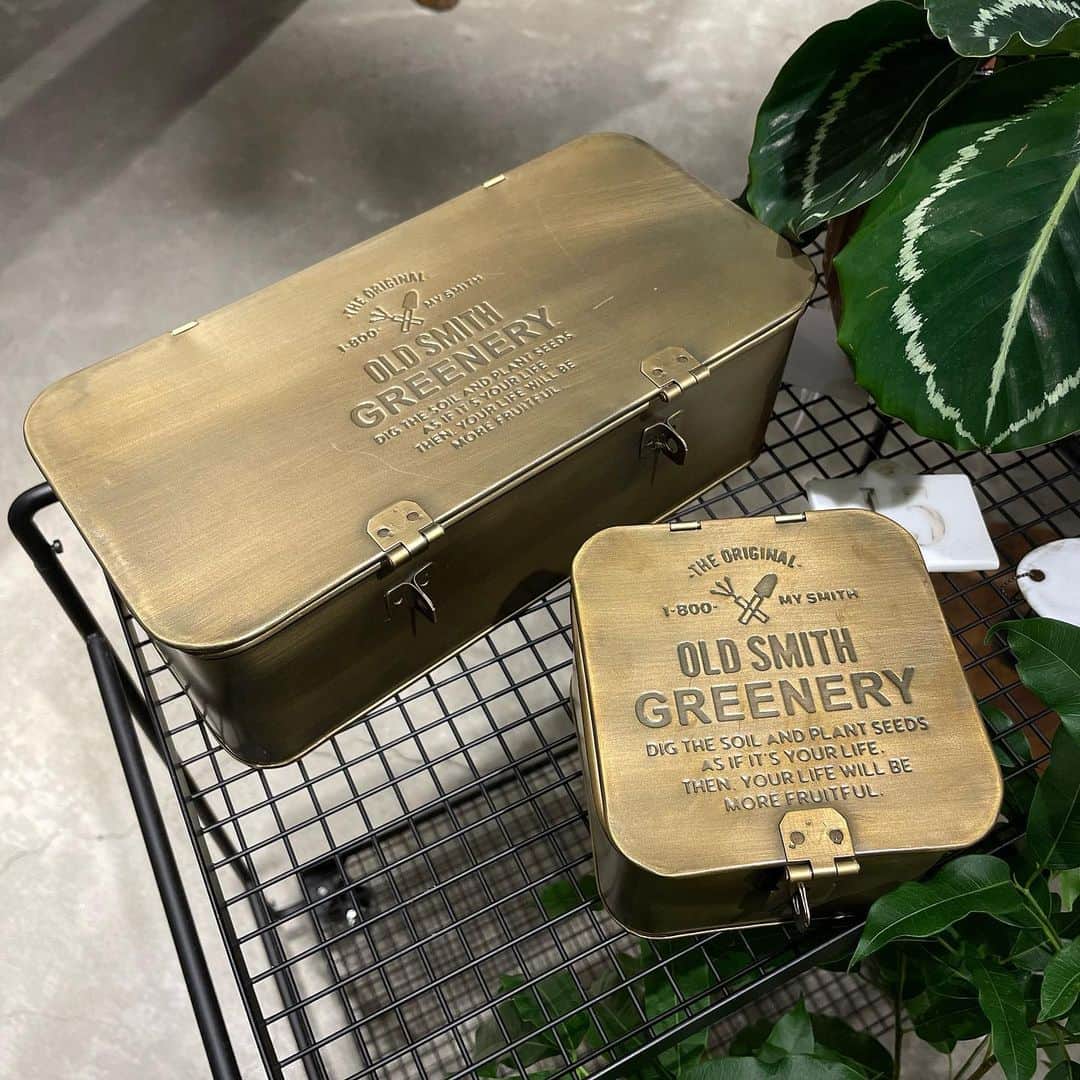 -THE ORIGINAL-
1-800- MY SMITH
OLD SMITH
GREENERY
DIG THE SOIL AND PLANT SEEDS
AS IF IT'S YOUR LIFE.
THEN, YOUR LIFE WILL BE
MORE FRUITFUL.
-THE ORIGINAL-
1-800- MY SMITH
OLD SMITH
GREENERY
DIG THE SOIL AND PLANT SEEDS
AS IF IT'S YOUR LIFE.
THEN, YOUR LIFE WILL BE
MORE FRUITFUL.